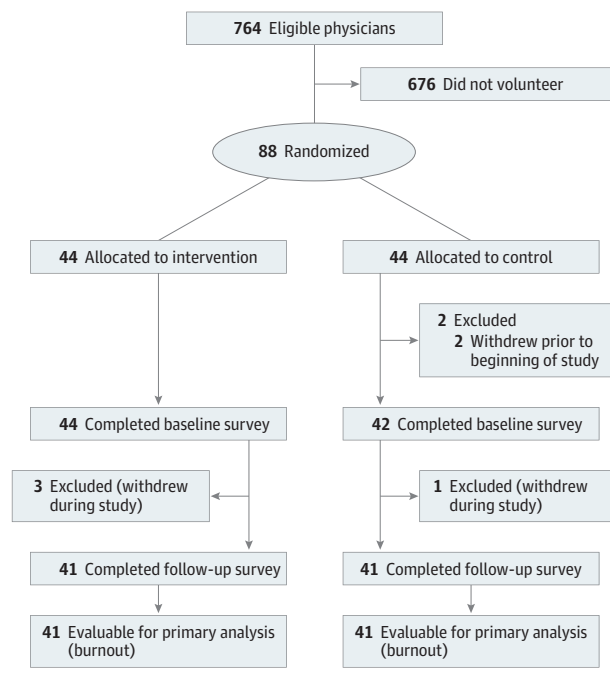 764 Eligible physicians
676 Did not volunteer
88 Randomized
44 Allocated to intervention
44 Allocated to control
2 Excluded
2 Withdrew prior to
beginning of study
44 Completed baseline survey
42 Completed baseline survey
3 Excluded (withdrew
during study)
1 Excluded (withdrew
during study)
41 Completed follow-up survey
41 Completed follow-up survey
41 Evaluable for primary analysis
(burnout)
41 Evaluable for primary analysis
(burnout)